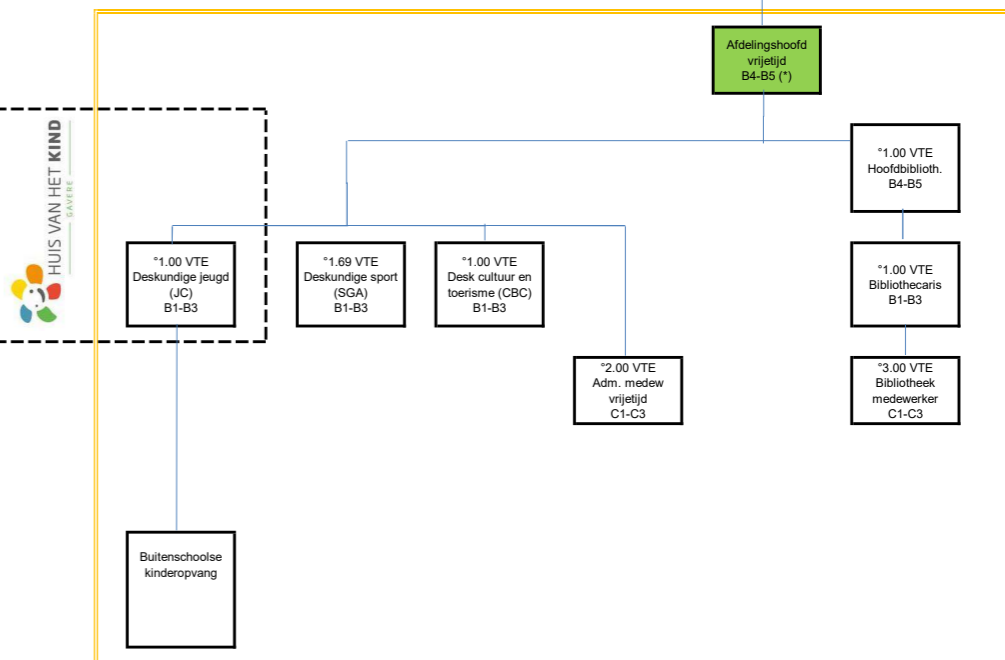 Afdelingshoofd
vrijetijd
B4-B5 (*)
HUIS VAN HET KIND
GAVERE
°1.00 VTE
Hoofdbiblioth.
B4-B5
°1.00 VTE
Deskundige jeugd
(JC)
B1-B3
°1.69 VTE
Deskundige sport
(SGA)
B1-B3
°1.00 VTE
Desk cultuur en
toerisme (CBC)
B1-B3
°1.00 VTE
Bibliothecaris
B1-B3
°2.00 VTE
Adm. medew
vrijetijd
C1-C3
°3.00 VTE
Bibliotheek
medewerker
C1-C3
Buitenschoolse
kinderopvang